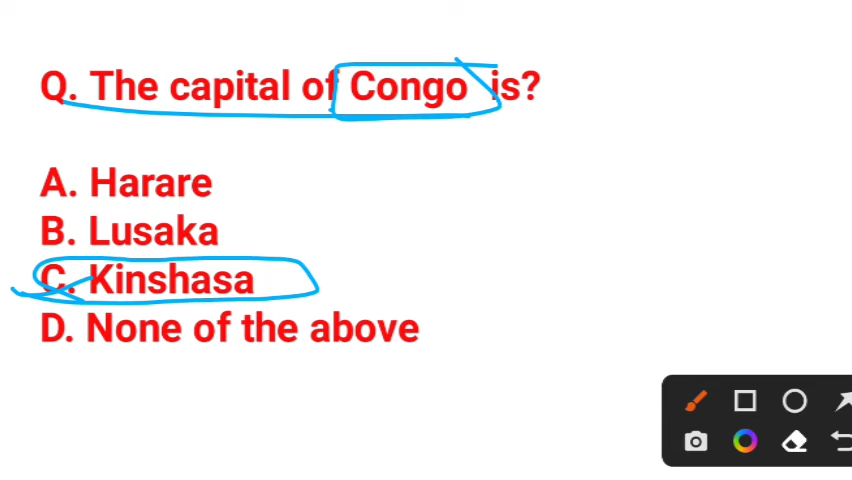 Q. The capital of Congo is?
A. Harare
B. Lusaka
C. Kinshasa
D. None of the above